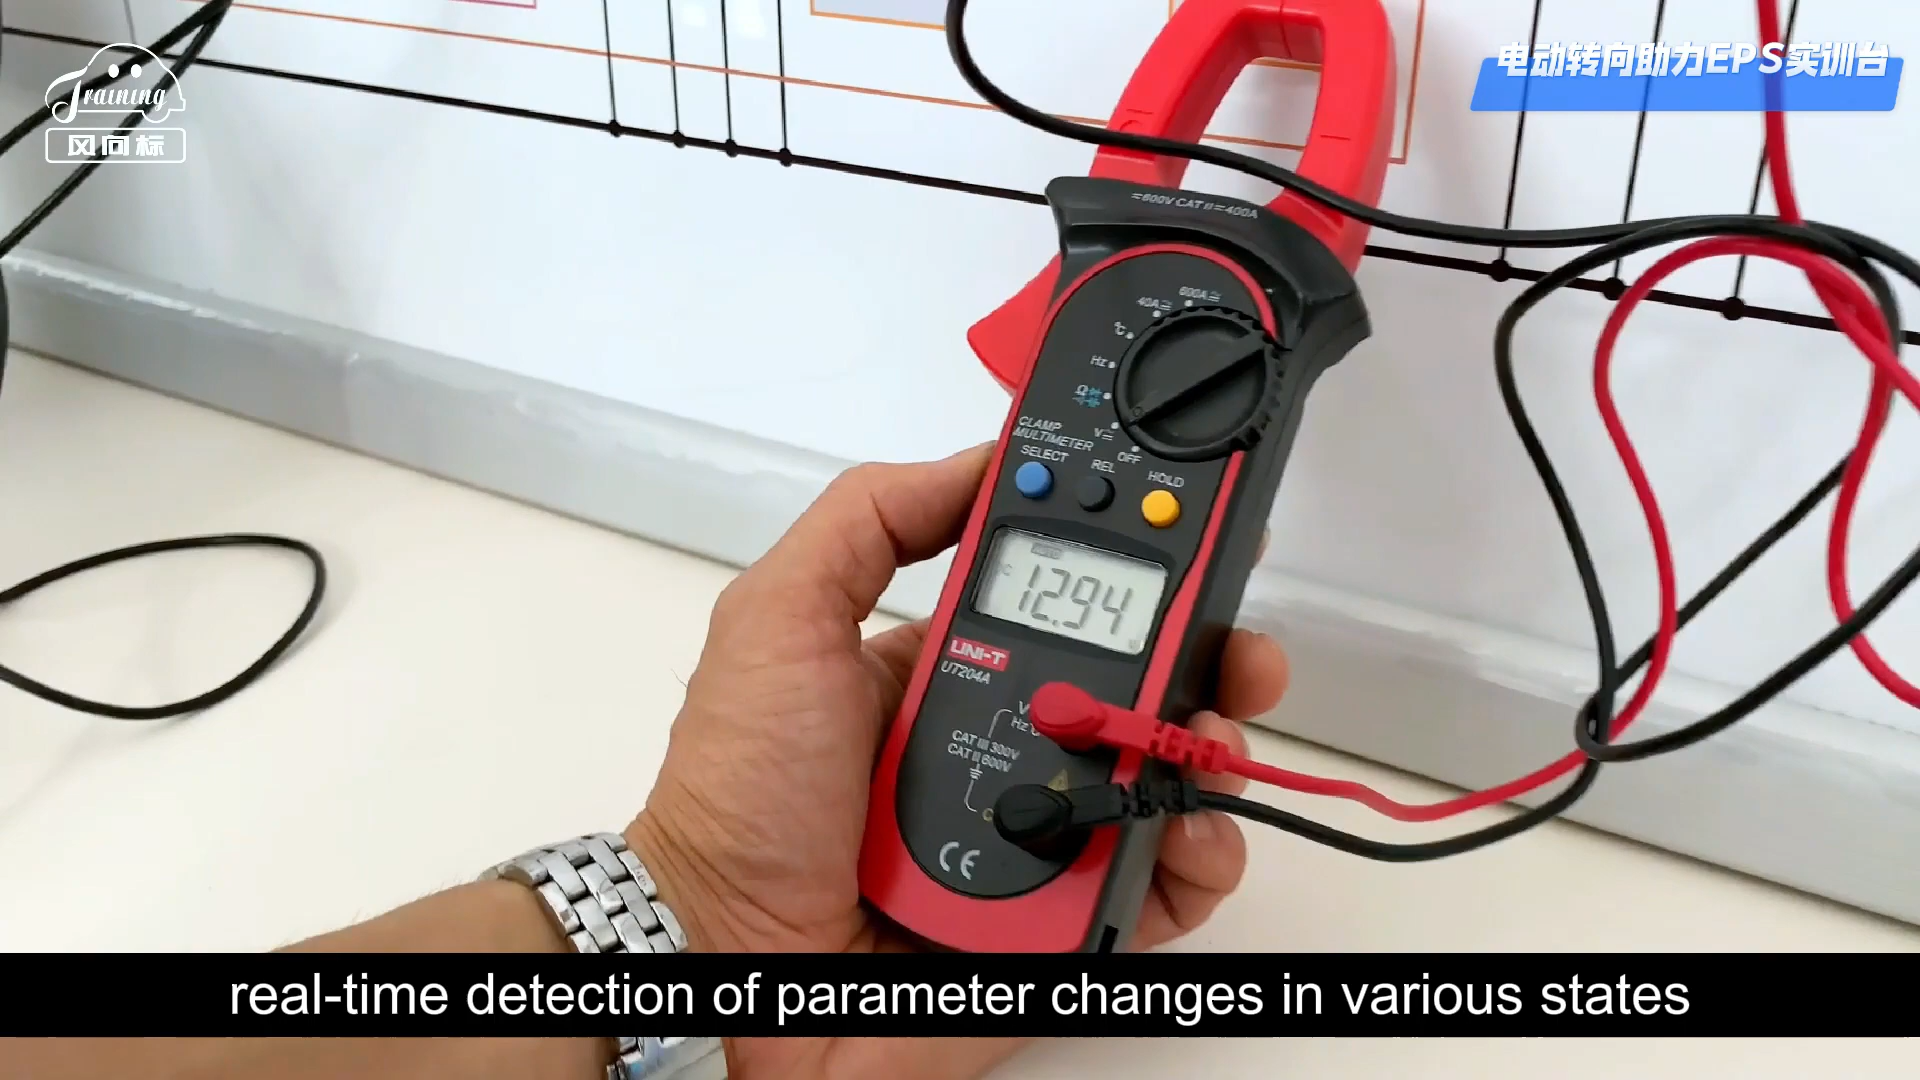 Training
风向标
电动转向助力EPS实训台
600V CAT II 400A
600A
40A
℃
Hz
Ω
V
OFF
CLAMP
MULTIMETER
SELECT
REL
HOLD
AUTO
12.94
UNI-T
UT204A
V
Hz
CAT III 300V
CAT II 600V
CE
real-time detection of parameter changes in various states